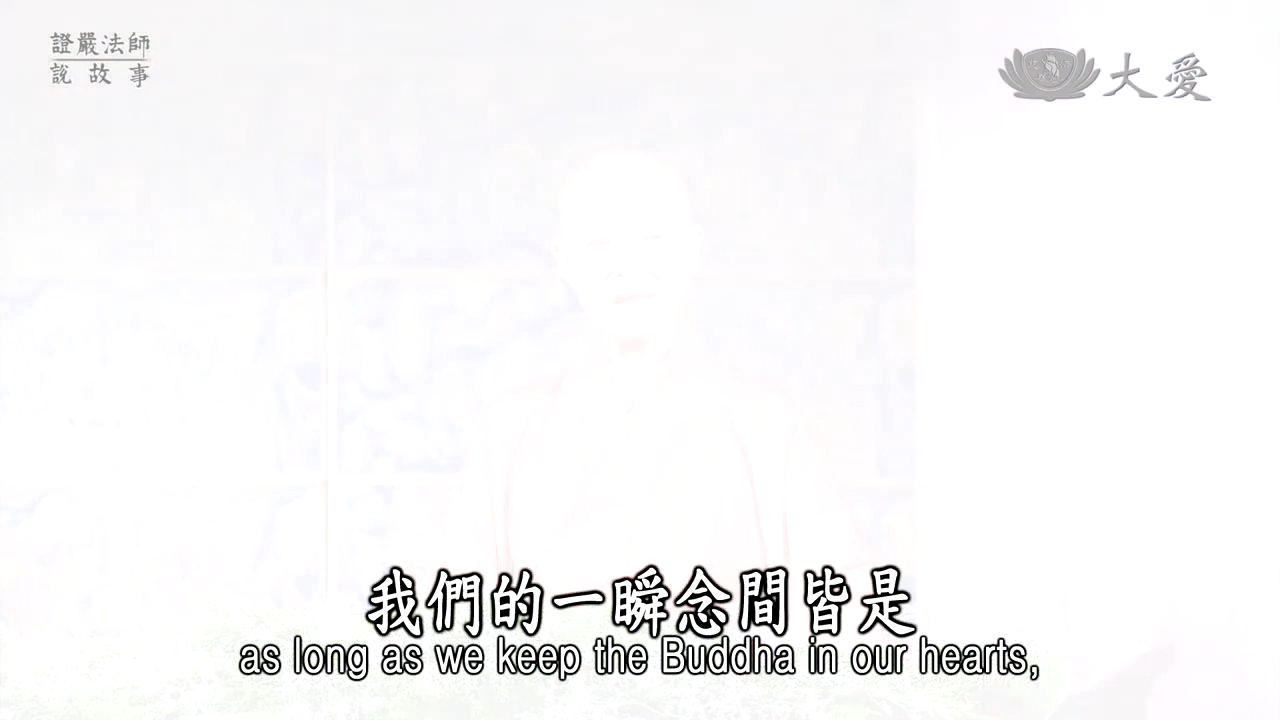 證嚴法師
說故事
大愛
我們的一瞬念間皆是
as long as we keep the Buddha in our hearts,